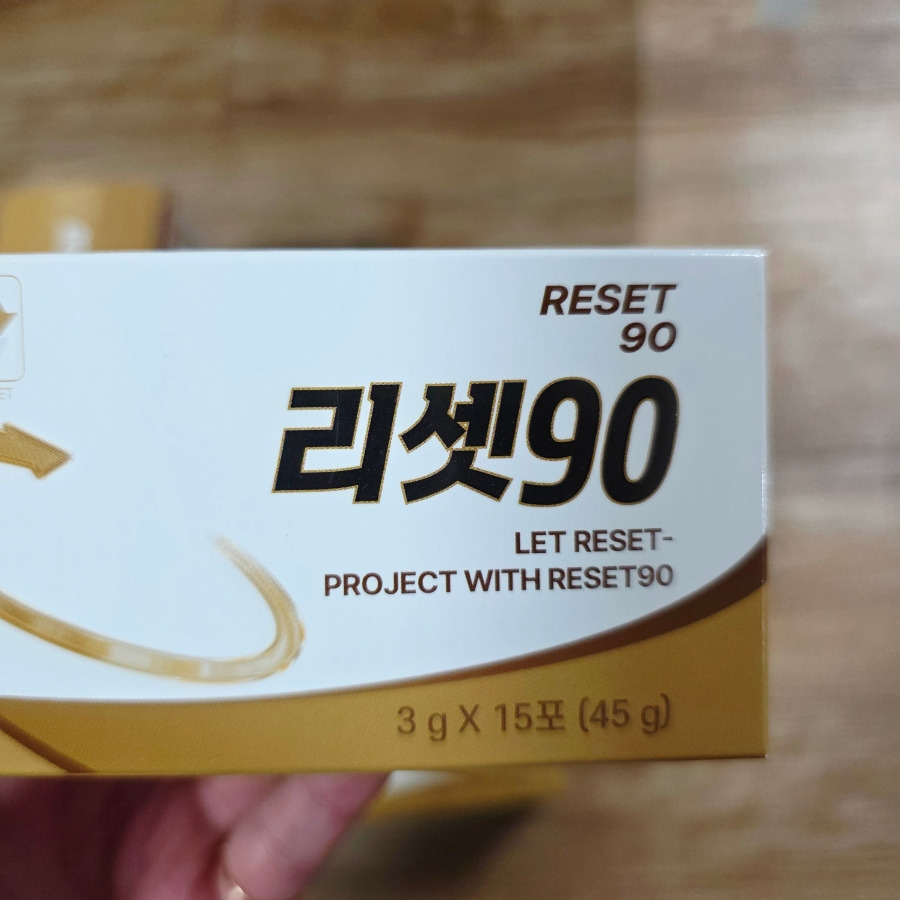 RESET
90
리셋90
LET RESET-
PROJECT WITH RESET90
3 g X 15포 (45 g)